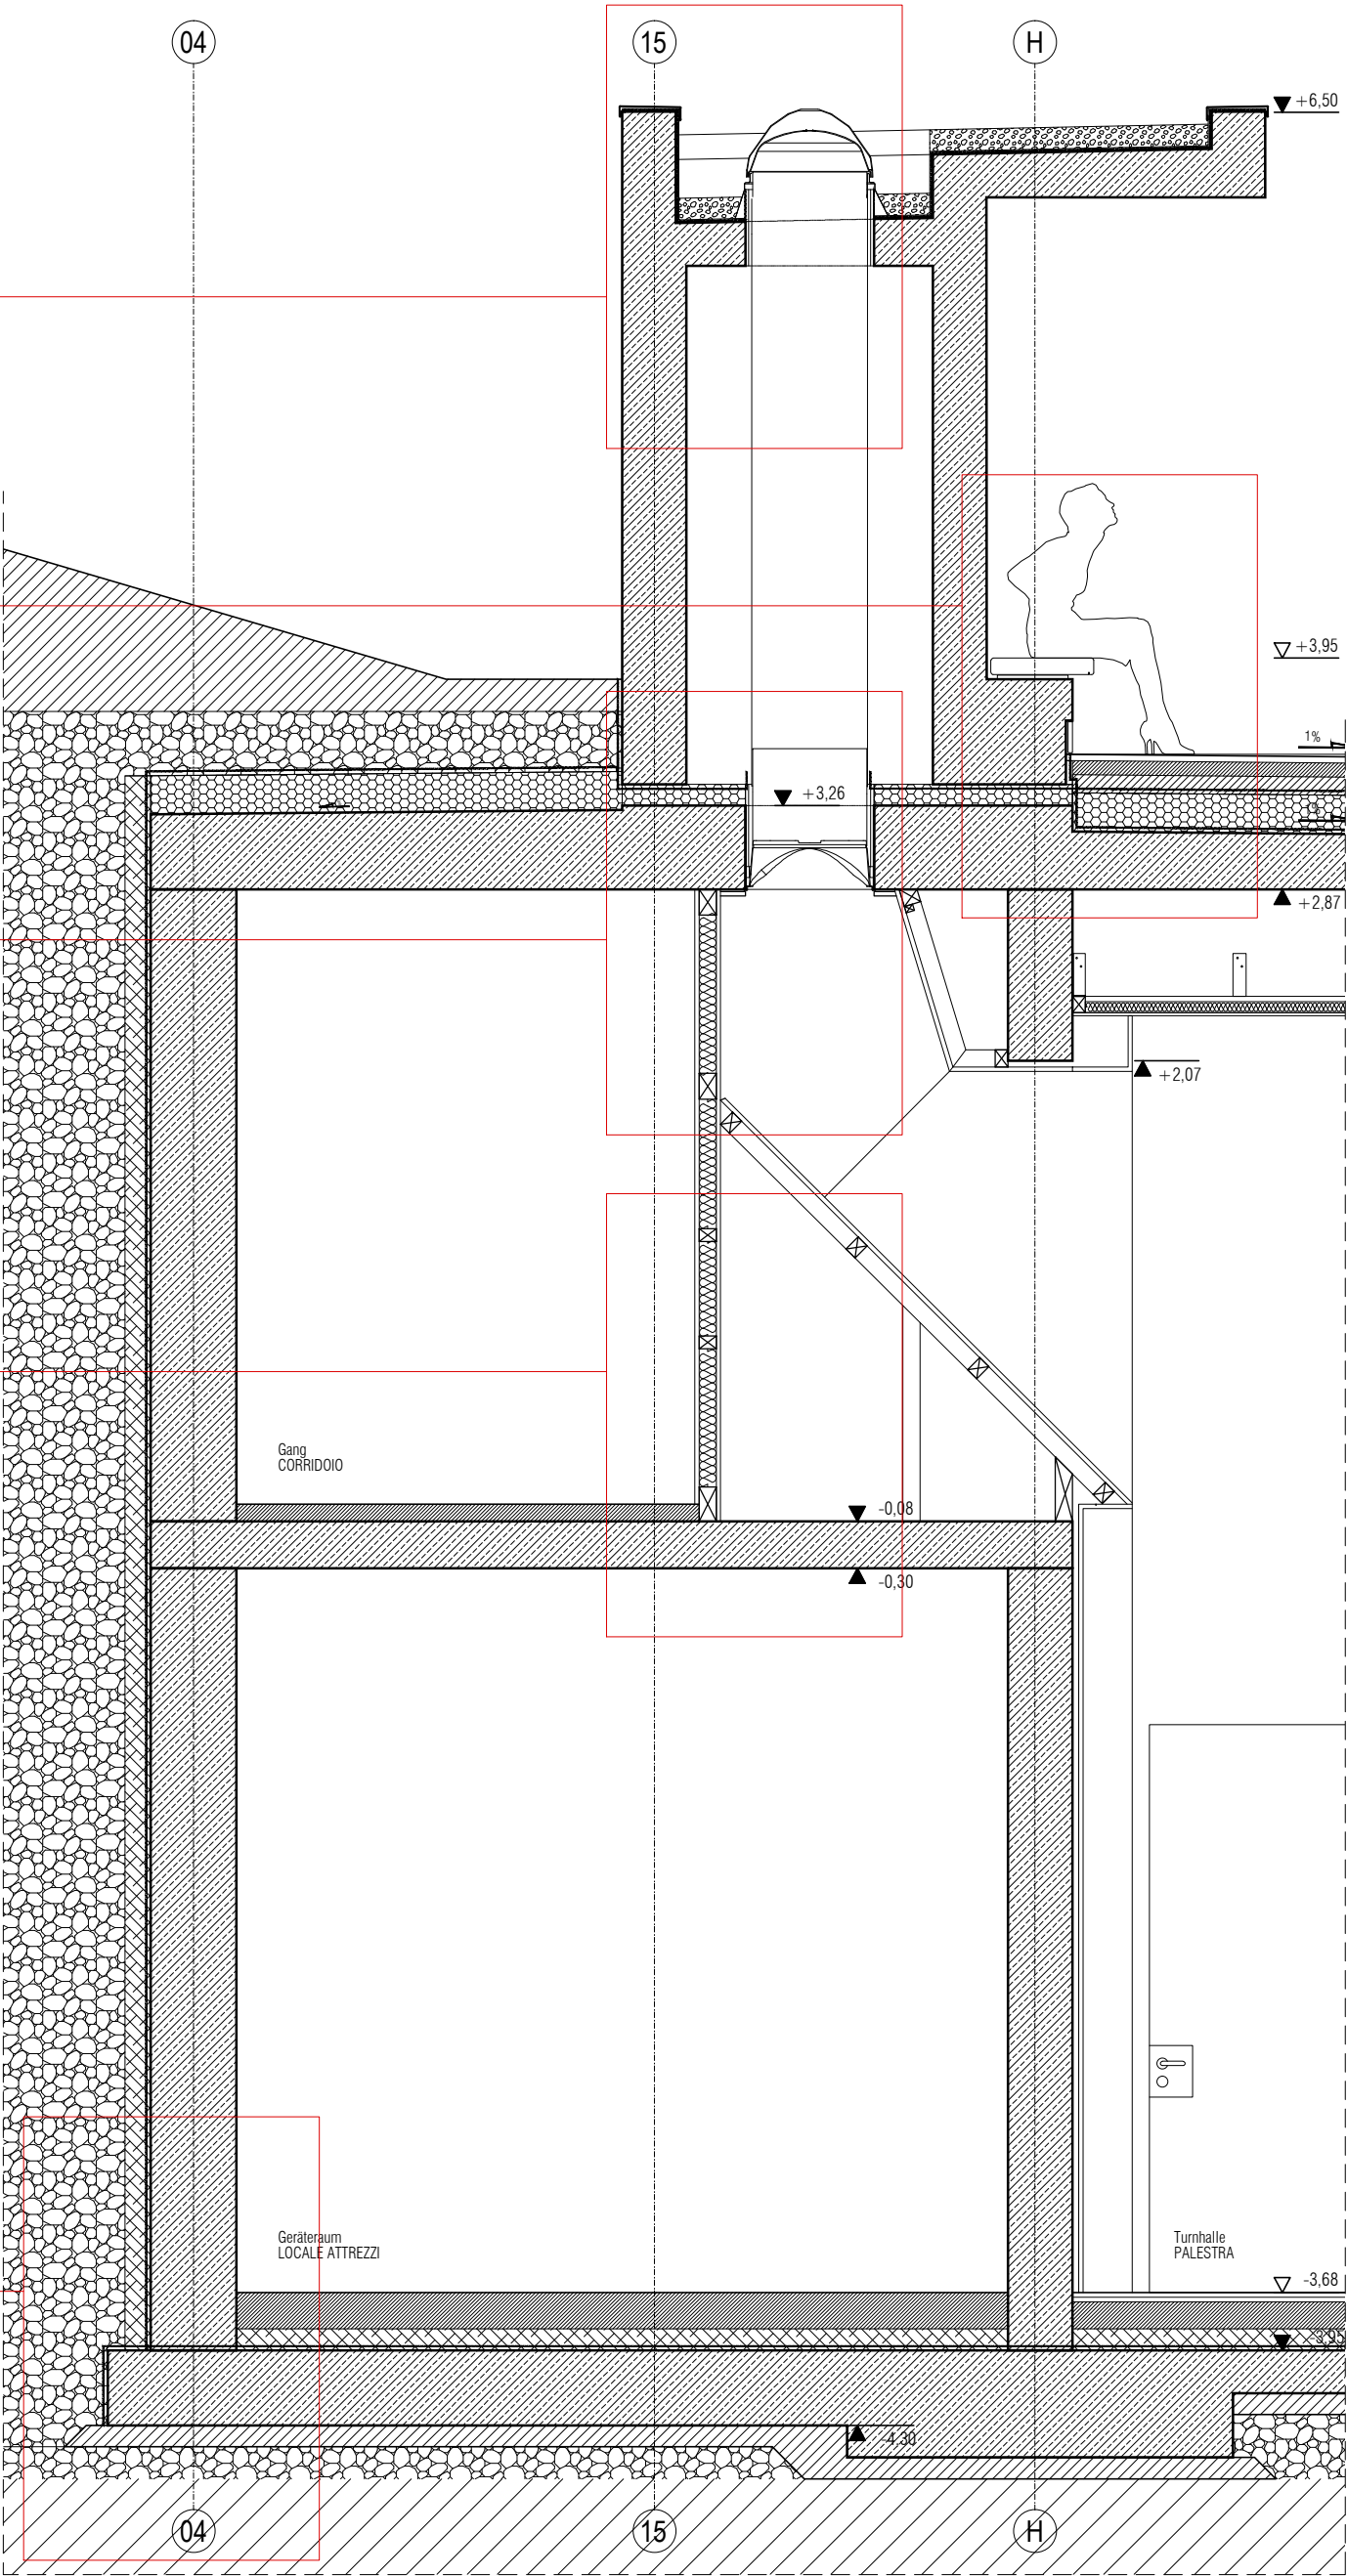 04
15
H
+6,50
+3,95
1%
+3,26
1%
+2,87
+2,07
Gang
CORRIDOIO
-0,08
-0,30
Geräteraum
LOCALE ATTREZZI
Turnhalle
PALESTRA
-3,68
-3,95
-4,30
04
15
H